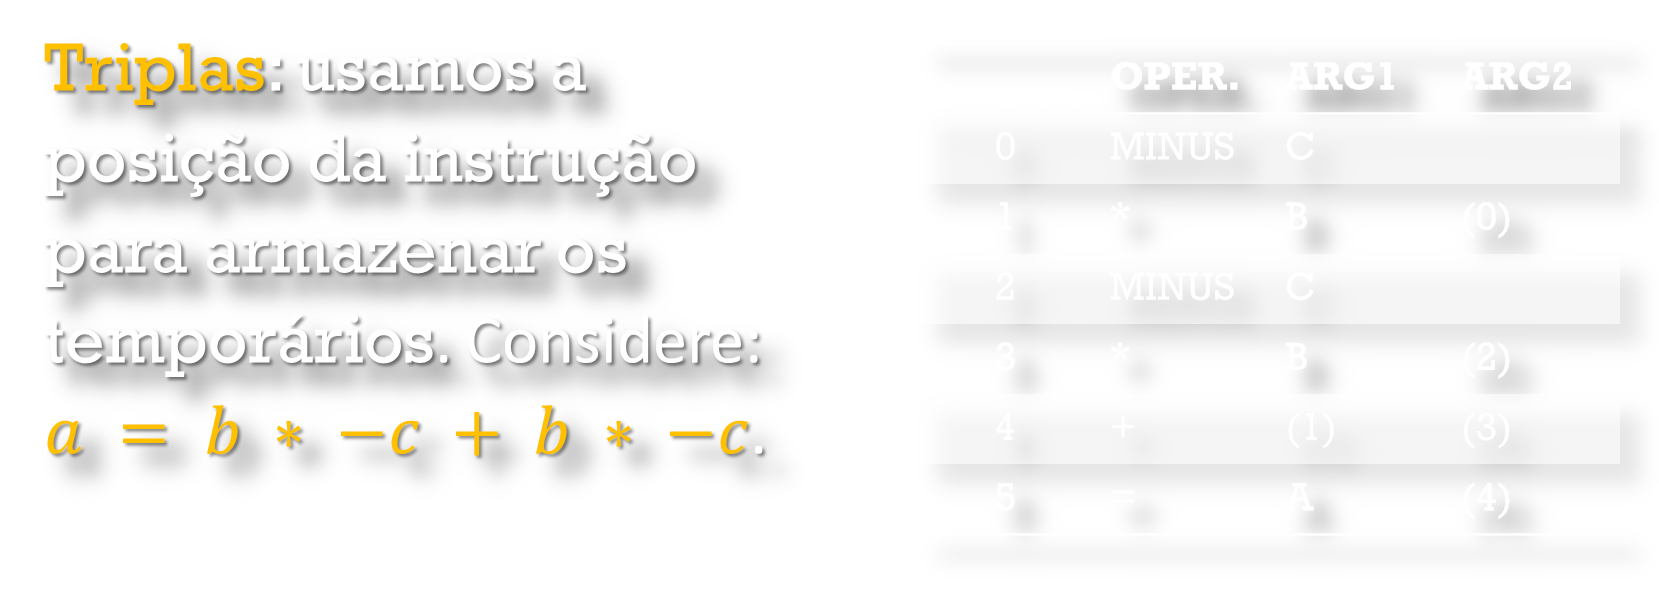 Triplas: usamos a
posição da instrução
para armazenar os
temporários. Considere:
a = b * −c + b * −c.
OPER. ARG1 ARG2
0 MINUS C
1 * B (0)
2 MINUS C
3 * B (2)
4 + (1) (3)
5 = A (4)